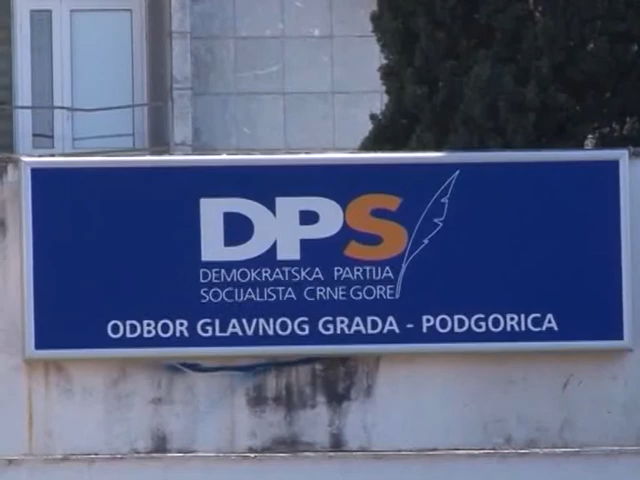 DPS
DEMOKRATSKA PARTIJA
SOCIJALISTA CRNE GORE
ODBOR GLAVNOG GRADA - PODGORICA